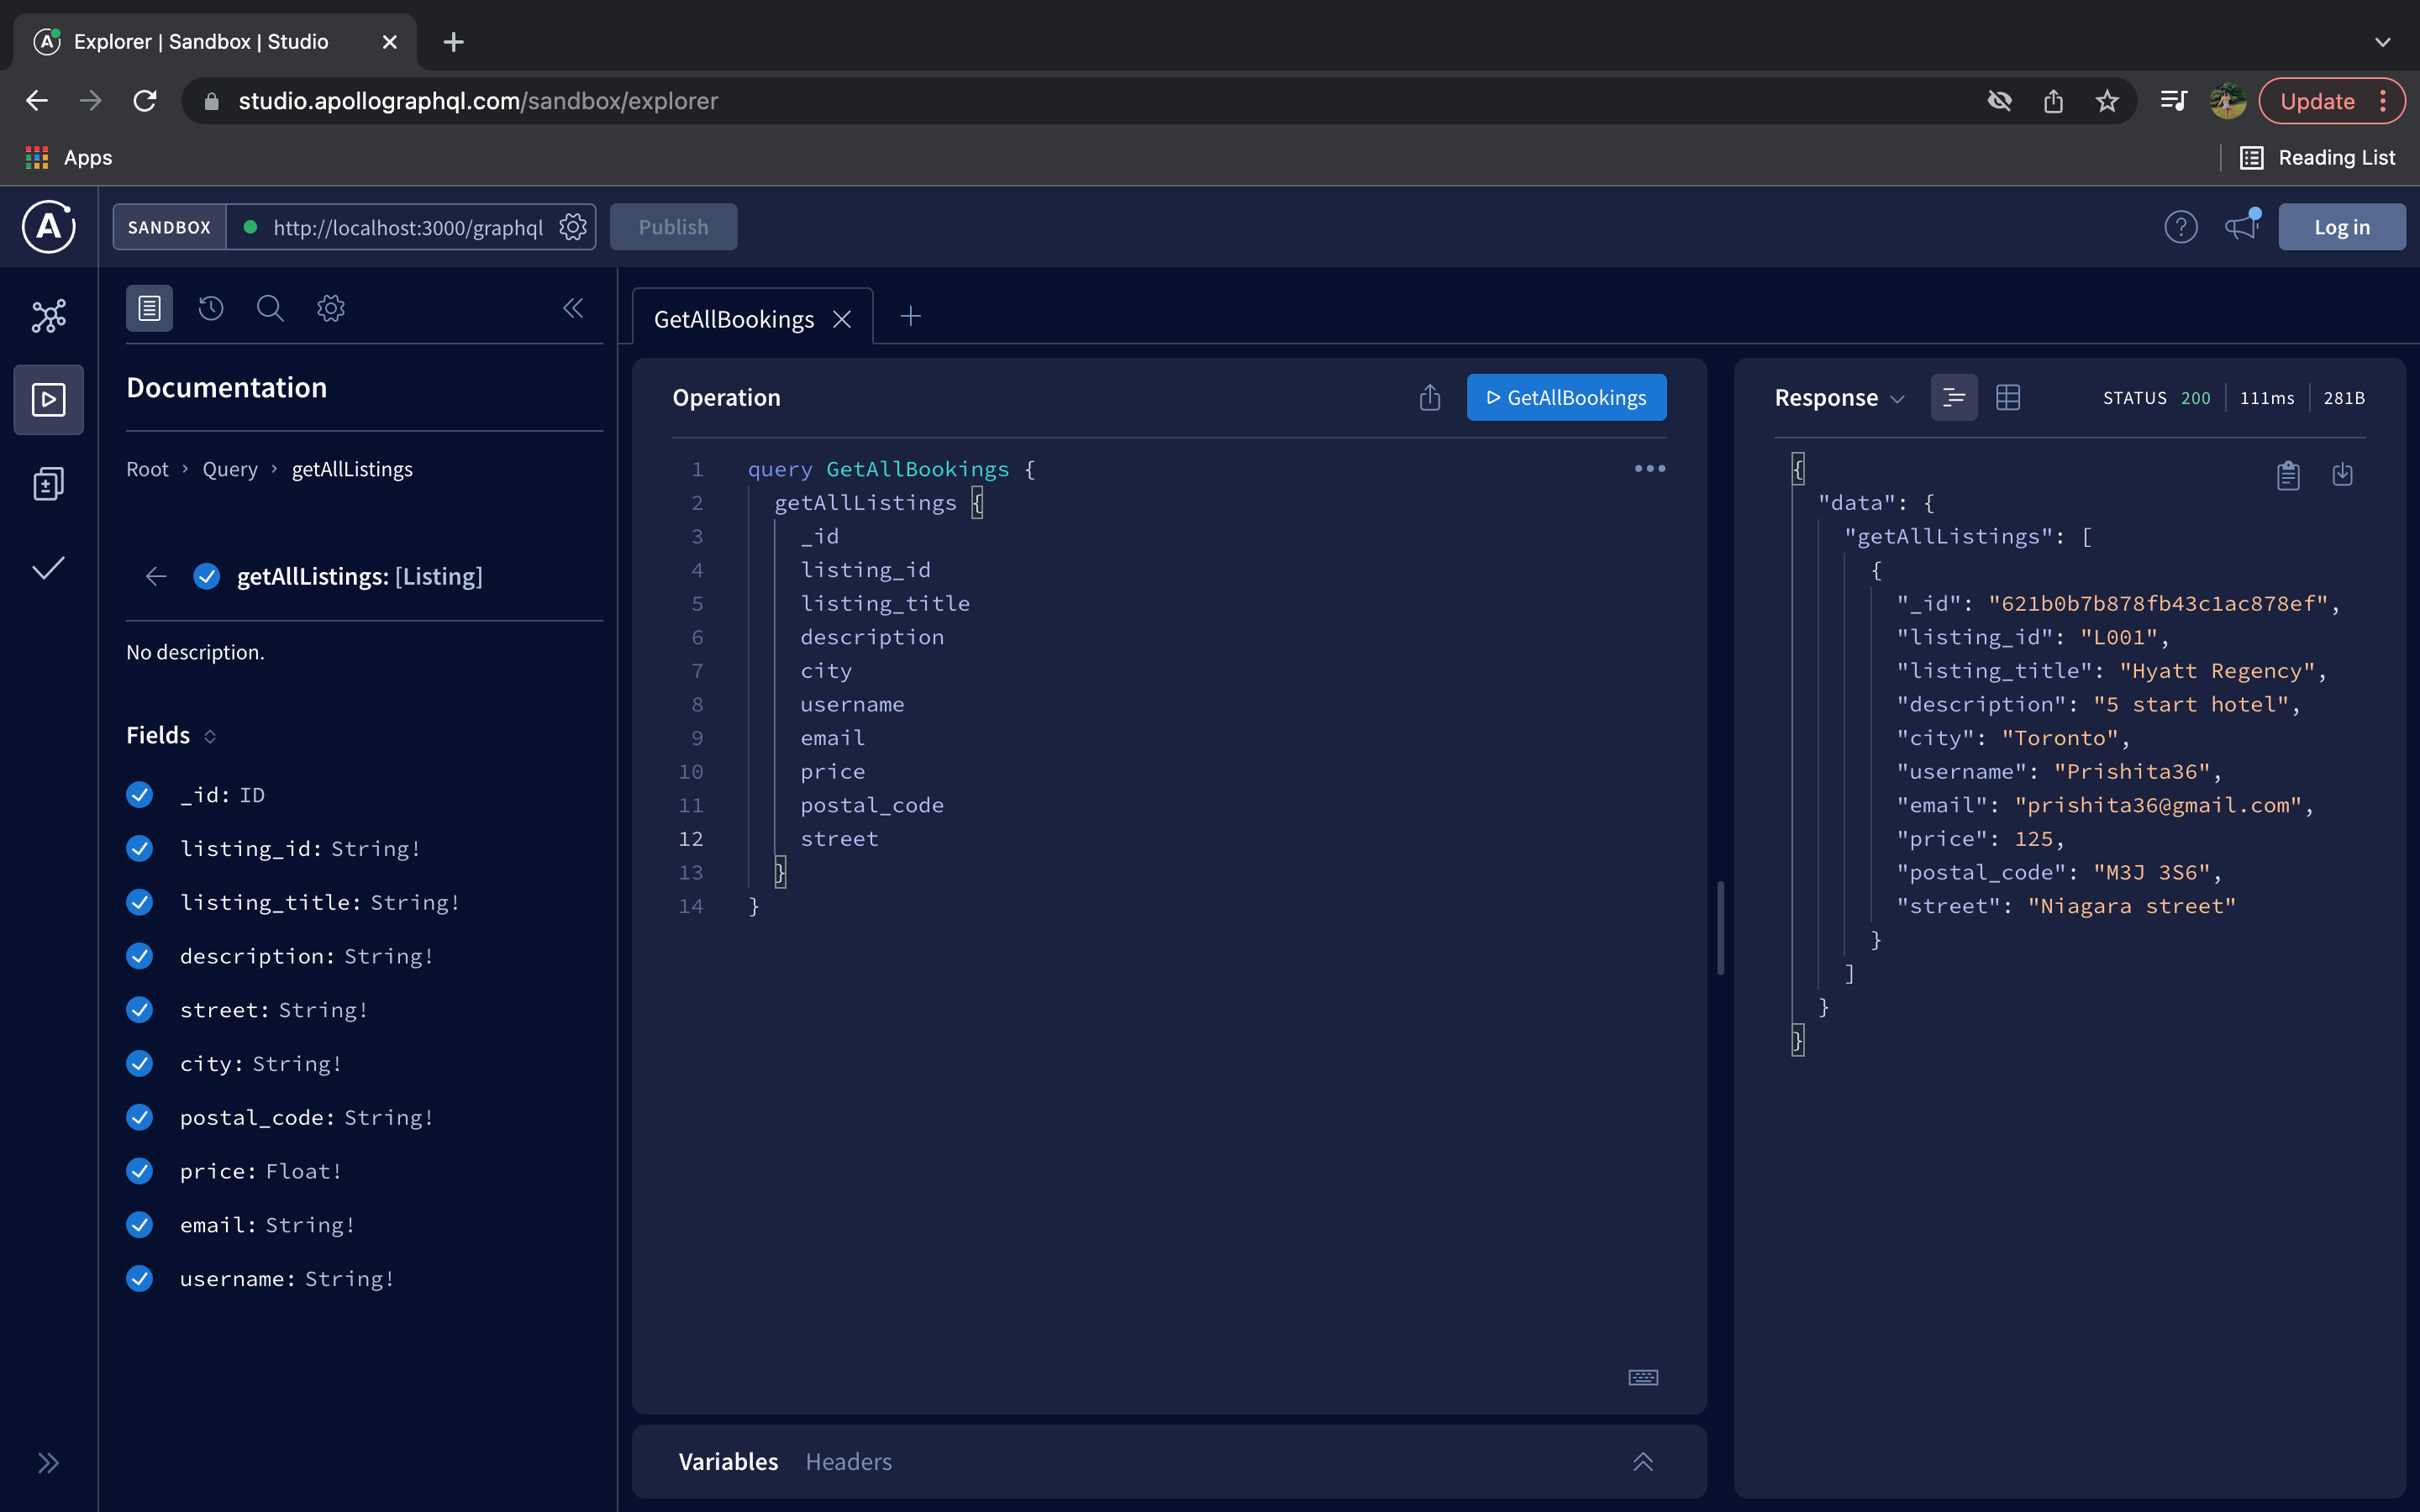 Explorer | Sandbox | Studio
studio.apollographql.com/sandbox/explorer
Update
Apps
Reading List
SANDBOX
http://localhost:3000/graphql
Publish
Log in
Documentation
Root › Query › getAllListings
getAllListings: [Listing]
No description.
Fields
_id: ID
listing_id: String!
listing_title: String!
description: String!
street: String!
city: String!
postal_code: String!
price: Float!
email: String!
username: String!
GetAllBookings
Operation
GetAllBookings
1 query GetAllBookings {
2 getAllListings {
3 _id
4 listing_id
5 listing_title
6 description
7 city
8 username
9 email
10 price
11 postal_code
12 street
13 }
14 }
Variables Headers
Response
STATUS 200 111ms 281B
{
"data": {
"getAllListings": [
{
"_id": "621b0b7b878fb43c1ac878ef",
"listing_id": "L001",
"listing_title": "Hyatt Regency",
"description": "5 start hotel",
"city": "Toronto",
"username": "Prishita36",
"email": "prishita36@gmail.com",
"price": 125,
"postal_code": "M3J 3S6",
"street": "Niagara street"
}
]
}
}